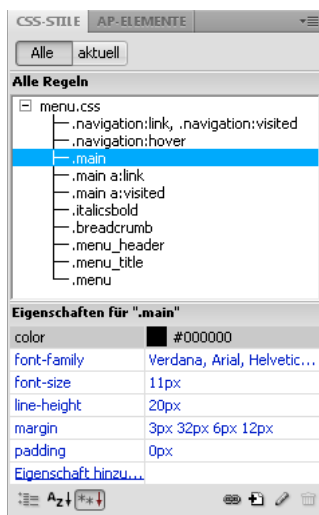 CSS-STILE AP-ELEMENTE
Alle aktuell
Alle Regeln
menu.css
.navigation:link, .navigation:visited
.navigation:hover
.main
.main a:link
.main a:visited
.italicsbold
.breadcrumb
.menu_header
.menu_title
.menu
Eigenschaften für ".main"
color #000000
font-family Verdana, Arial, Helvetic...
font-size 11px
line-height 20px
margin 3px 32px 6px 12px
padding 0px
Eigenschaft hinzu...
AZ↓ **↓